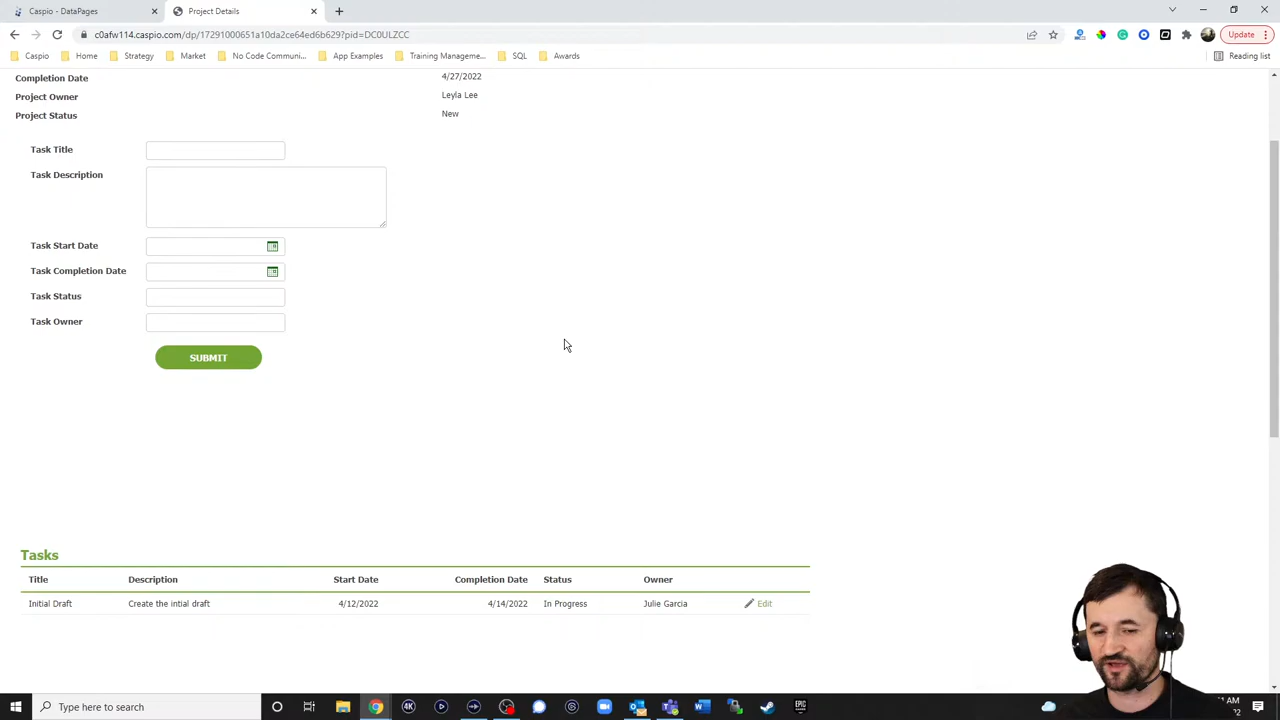 Caspio - DataPages
Project Details
c0afw114.caspio.com/dp/17291000651a10da2ce64ed6b629?pid=DC0ULZCC
Update
Caspio
Home
Strategy
Market
No Code Communi...
App Examples
Training Manageme...
SQL
Awards
Reading list
Completion Date 4/27/2022
Project Owner Leyla Lee
Project Status New
Task Title
Task Description
Task Start Date
Task Completion Date
Task Status
Task Owner
SUBMIT
Tasks
Title Description Start Date Completion Date Status Owner
Initial Draft Create the intial draft 4/12/2022 4/14/2022 In Progress Julie Garcia Edit
Type here to search
4K
EPIC
AM